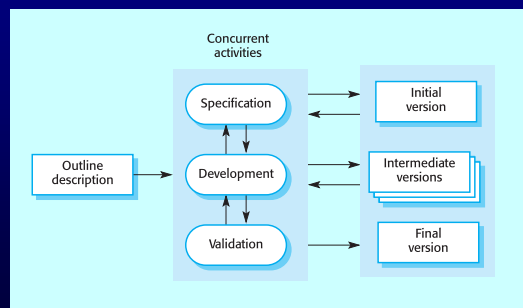 Concurrent
activities
Specification
Initial
version
Outline
description
Development
Intermediate
versions
Validation
Final
version